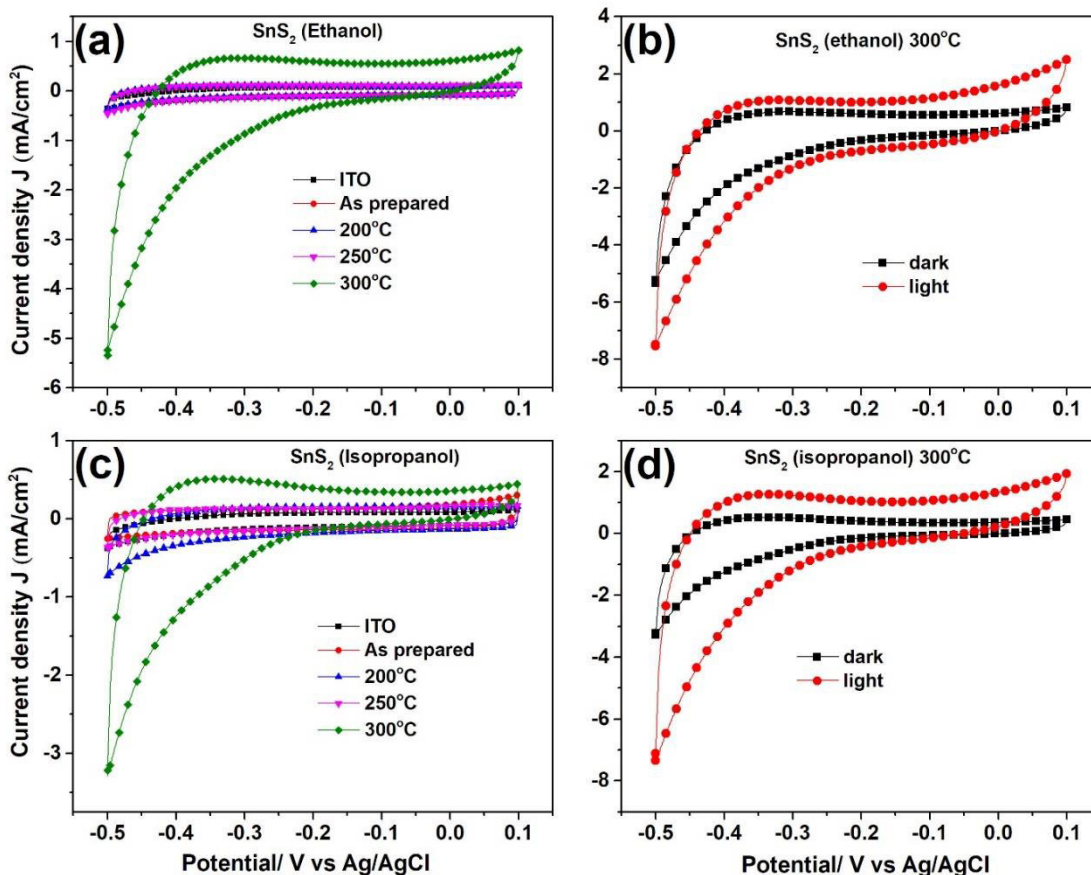 (a)
SnS₂ (Ethanol)
1
0
-1
-2
-3
-4
-5
-6
Current density J (mA/cm²)
ITO
As prepared
200°C
250°C
300°C
-0.5 -0.4 -0.3 -0.2 -0.1 0.0 0.1
(b)
SnS₂ (ethanol) 300°C
4
2
0
-2
-4
-6
-8
dark
light
-0.5 -0.4 -0.3 -0.2 -0.1 0.0 0.1
(c)
SnS₂ (Isopropanol)
1
0
-1
-2
-3
Current density J (mA/cm²)
ITO
As prepared
200°C
250°C
300°C
-0.5 -0.4 -0.3 -0.2 -0.1 0.0 0.1
Potential/ V vs Ag/AgCl
(d)
SnS₂ (isopropanol) 300°C
2
0
-2
-4
-6
-8
dark
light
-0.5 -0.4 -0.3 -0.2 -0.1 0.0 0.1
Potential/ V vs Ag/AgCl